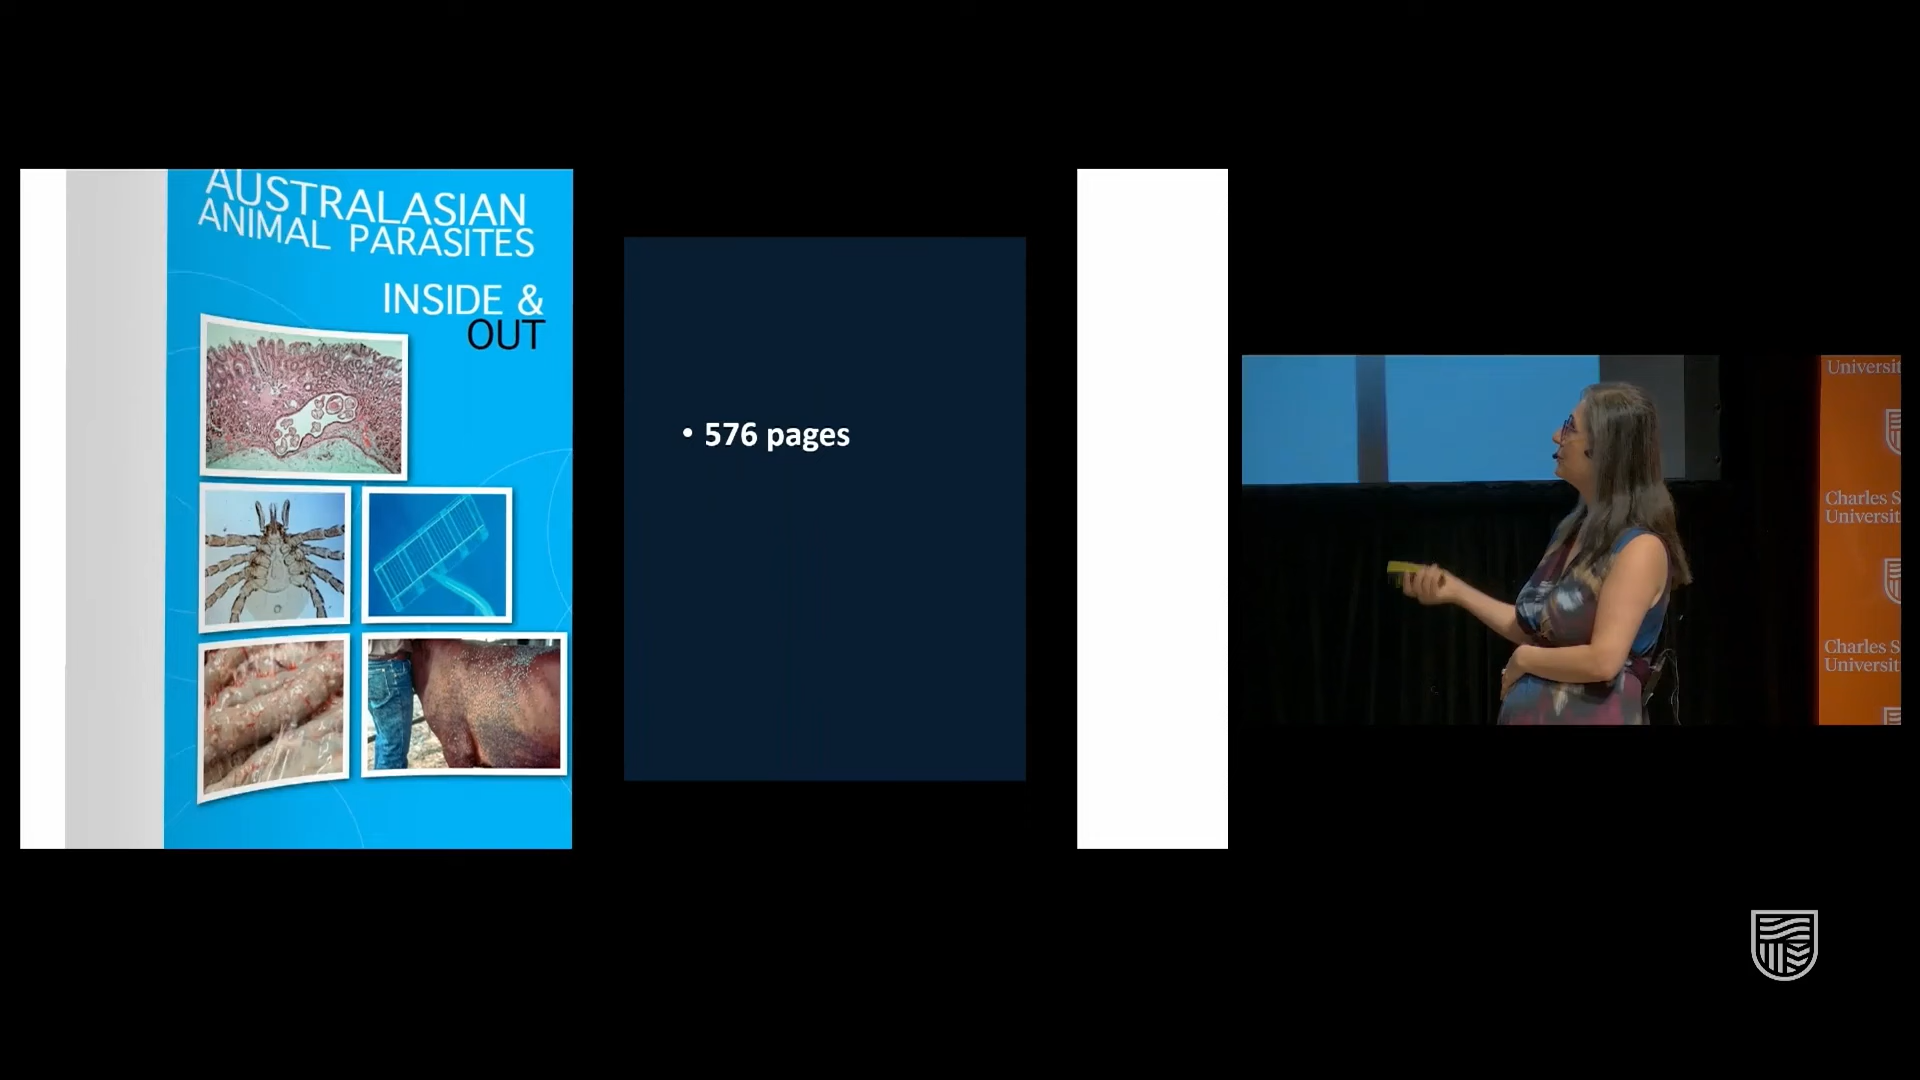 AUSTRALASIAN
ANIMAL PARASITES
INSIDE &
OUT
• 576 pages
Universit
Charles S
Universit
Charles S
Universit